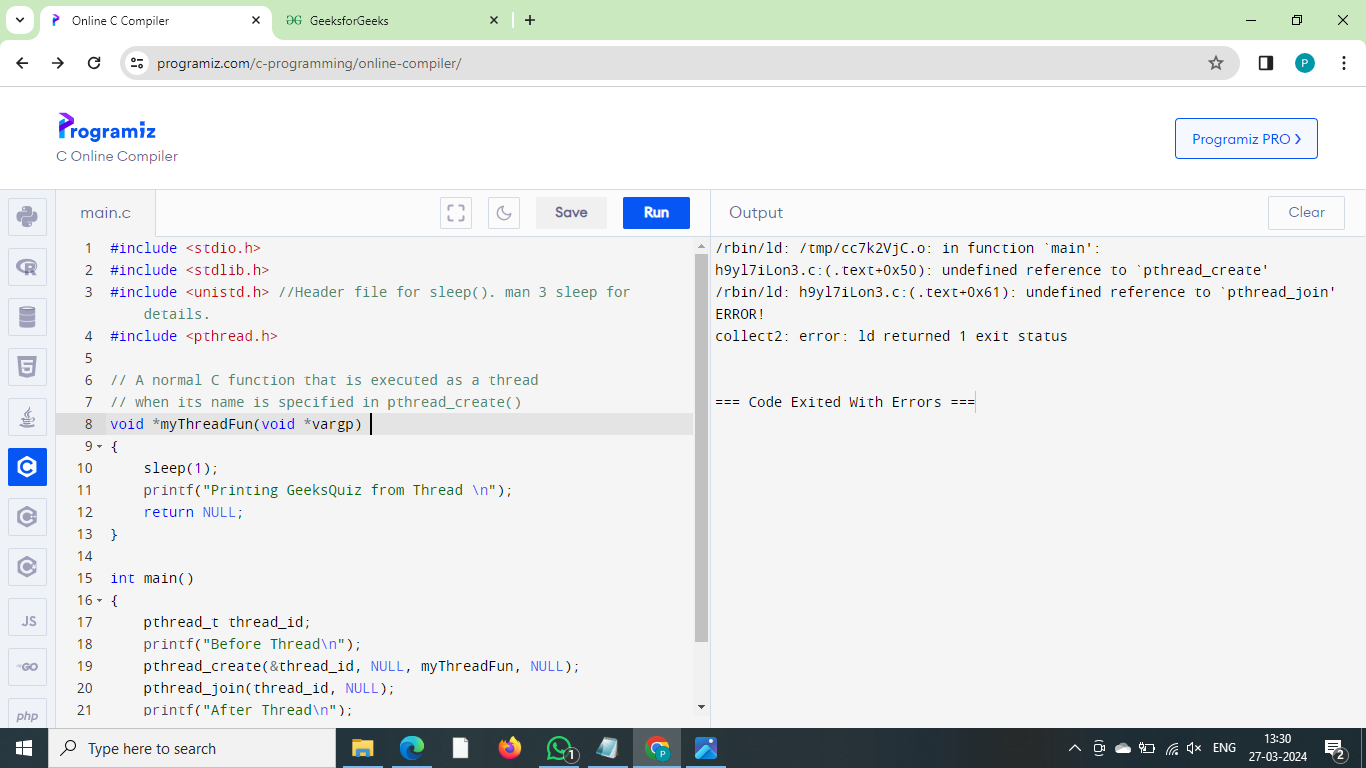 Online C Compiler
GeeksforGeeks
programiz.com/c-programming/online-compiler/
P
Programiz
C Online Compiler
Programiz PRO
main.c
Save
Run
Output
Clear
1 #include <stdio.h>
2 #include <stdlib.h>
3 #include <unistd.h> //Header file for sleep(). man 3 sleep for
details.
4 #include <pthread.h>
5
6 // A normal C function that is executed as a thread
7 // when its name is specified in pthread_create()
8 void *myThreadFun(void *vargp)
9 {
10 sleep(1);
11 printf("Printing GeeksQuiz from Thread \n");
12 return NULL;
13 }
14
15 int main()
16 {
17 pthread_t thread_id;
18 printf("Before Thread\n");
19 pthread_create(&thread_id, NULL, myThreadFun, NULL);
20 pthread_join(thread_id, NULL);
21 printf("After Thread\n");
/rbin/ld: /tmp/cc7k2VjC.o: in function `main':
h9yl7iLon3.c:(.text+0x50): undefined reference to `pthread_create'
/rbin/ld: h9yl7iLon3.c:(.text+0x61): undefined reference to `pthread_join'
ERROR!
collect2: error: ld returned 1 exit status
=== Code Exited With Errors ===
JS
GO
php
Type here to search
1
P
ENG
13:30
27-03-2024
2